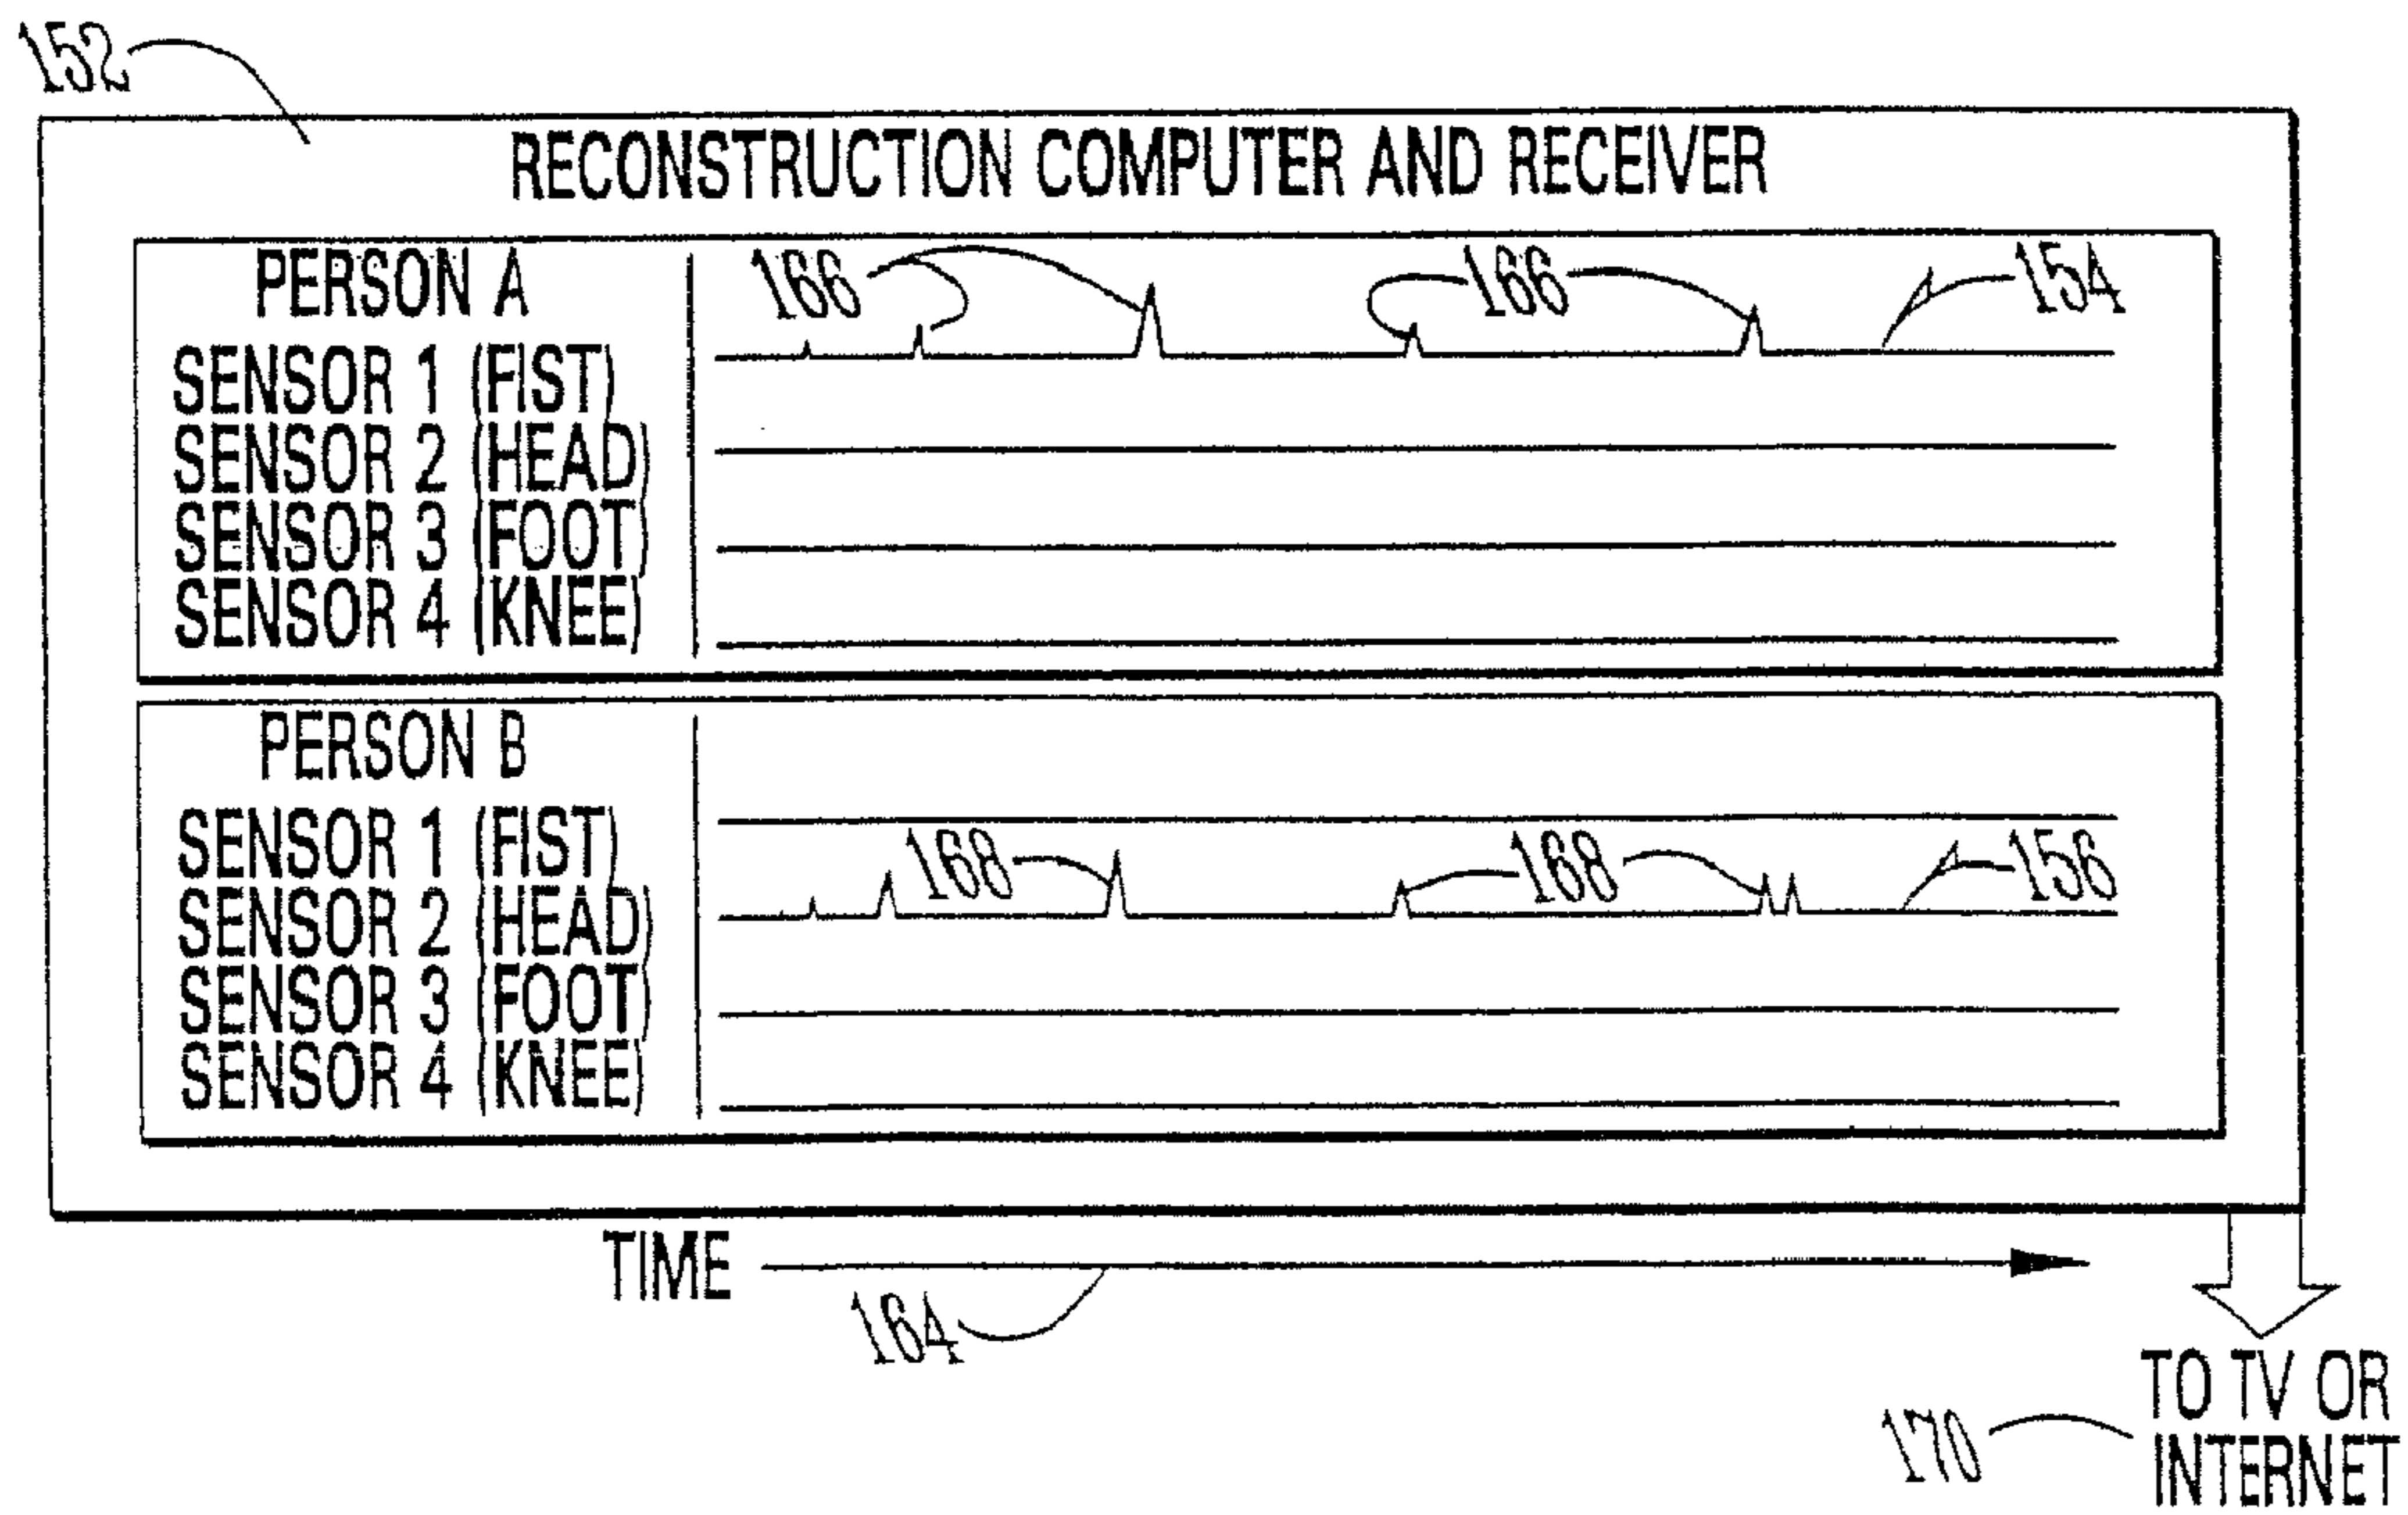 152
RECONSTRUCTION COMPUTER AND RECEIVER
PERSON A
166
166
154
SENSOR 1 (FIST)
SENSOR 2 (HEAD)
SENSOR 3 (FOOT)
SENSOR 4 (KNEE)
PERSON B
SENSOR 1 (FIST)
168
168
156
SENSOR 2 (HEAD)
SENSOR 3 (FOOT)
SENSOR 4 (KNEE)
TIME
164
TO TV OR
INTERNET
170